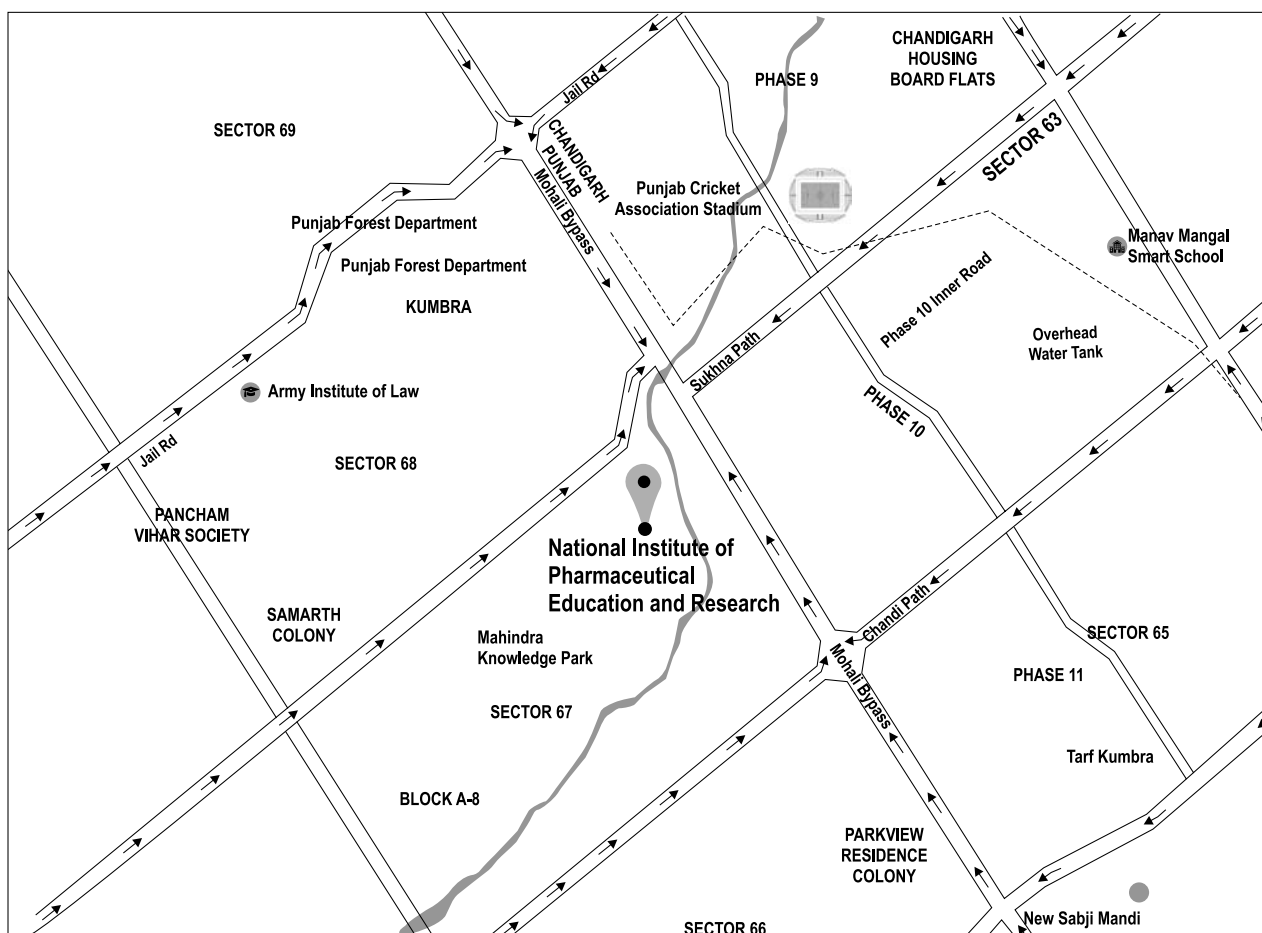 CHANDIGARH
HOUSING
BOARD FLATS
PHASE 9
Jail Rd
SECTOR 69
CHANDIGARH
PUNJAB
Mohali Bypass
SECTOR 63
Punjab Cricket
Association Stadium
Punjab Forest Department
Punjab Forest Department
KUMBRA
Manav Mangal
Smart School
Phase 10 Inner Road
Overhead
Water Tank
Sukhna Path
Army Institute of Law
PHASE 10
Jail Rd
SECTOR 68
PANCHAM
VIHAR SOCIETY
National Institute of
Pharmaceutical
Education and Research
SAMARTH
COLONY
Chandi Path
Mahindra
Knowledge Park
SECTOR 65
Mohali Bypass
PHASE 11
SECTOR 67
Tarf Kumbra
BLOCK A-8
PARKVIEW
RESIDENCE
COLONY
New Sabji Mandi
SECTOR 66